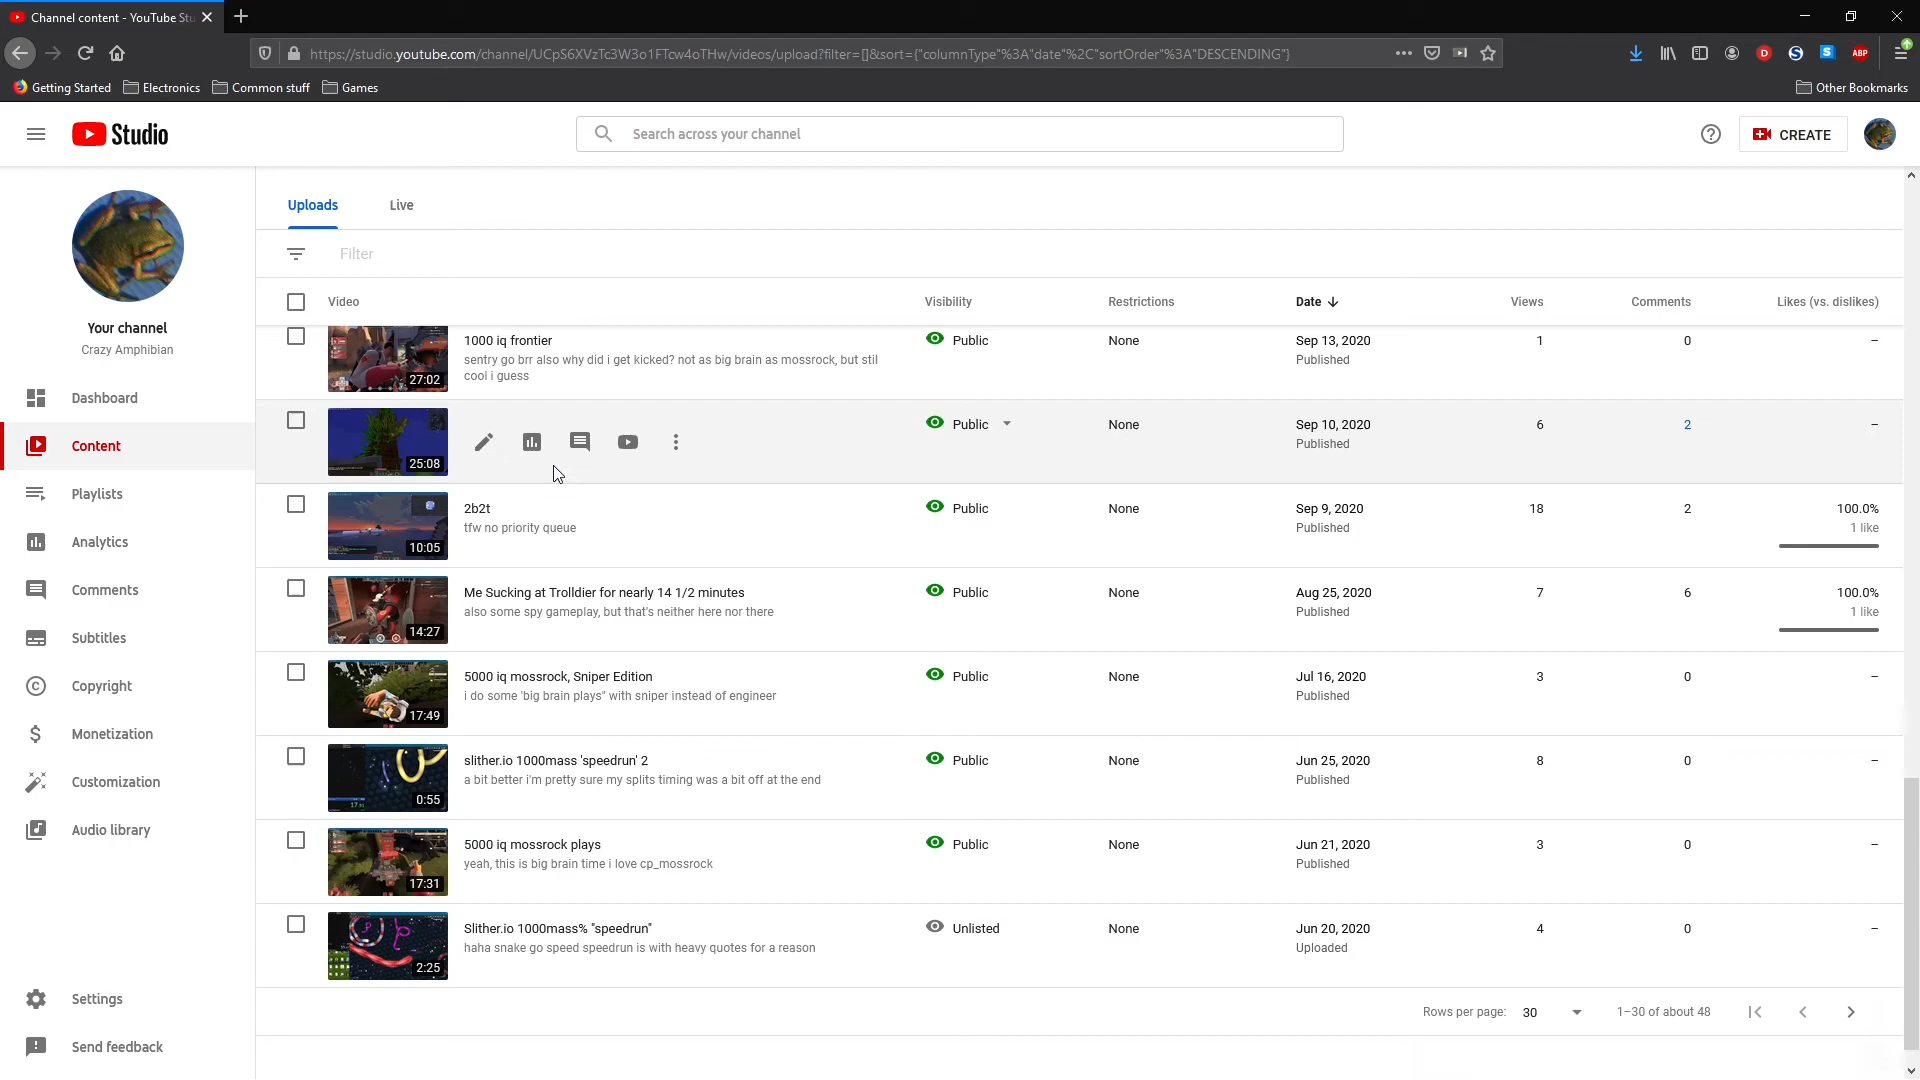 Channel content - YouTube Stu
https://studio.youtube.com/channel/UCpS6XVzTc3W3o1FTcw4oTHw/videos/upload?filter=[]&sort={"columnType"%3A"date"%2C"sortOrder"%3A"DESCENDING"}
Getting Started Electronics Common stuff Games Other Bookmarks
Studio
Search across your channel
CREATE
Your channel
Crazy Amphibian
Dashboard
Content
Playlists
Analytics
Comments
Subtitles
Copyright
Monetization
Customization
Audio library
Settings
Send feedback
Uploads Live
Filter
Video Visibility Restrictions Date Views Comments Likes (vs. dislikes)
1000 iq frontier Public None Sep 13, 2020 1 0 –
sentry go brr also why did i get kicked? not as big brain as mossrock, but stil Published
cool i guess
27:02
Public None Sep 10, 2020 6 2 –
Published
25:08
2b2t Public None Sep 9, 2020 18 2 100.0%
tfw no priority queue Published 1 like
10:05
Me Sucking at Trolldier for nearly 14 1/2 minutes Public None Aug 25, 2020 7 6 100.0%
also some spy gameplay, but that's neither here nor there Published 1 like
14:27
5000 iq mossrock, Sniper Edition Public None Jul 16, 2020 3 0 –
i do some 'big brain plays" with sniper instead of engineer Published
17:49
slither.io 1000mass 'speedrun' 2 Public None Jun 25, 2020 8 0 –
a bit better i'm pretty sure my splits timing was a bit off at the end Published
0:55
5000 iq mossrock plays Public None Jun 21, 2020 3 0 –
yeah, this is big brain time i love cp_mossrock Published
17:31
Slither.io 1000mass% "speedrun" Unlisted None Jun 20, 2020 4 0 –
haha snake go speed speedrun is with heavy quotes for a reason Uploaded
2:25
Rows per page: 30 1–30 of about 48